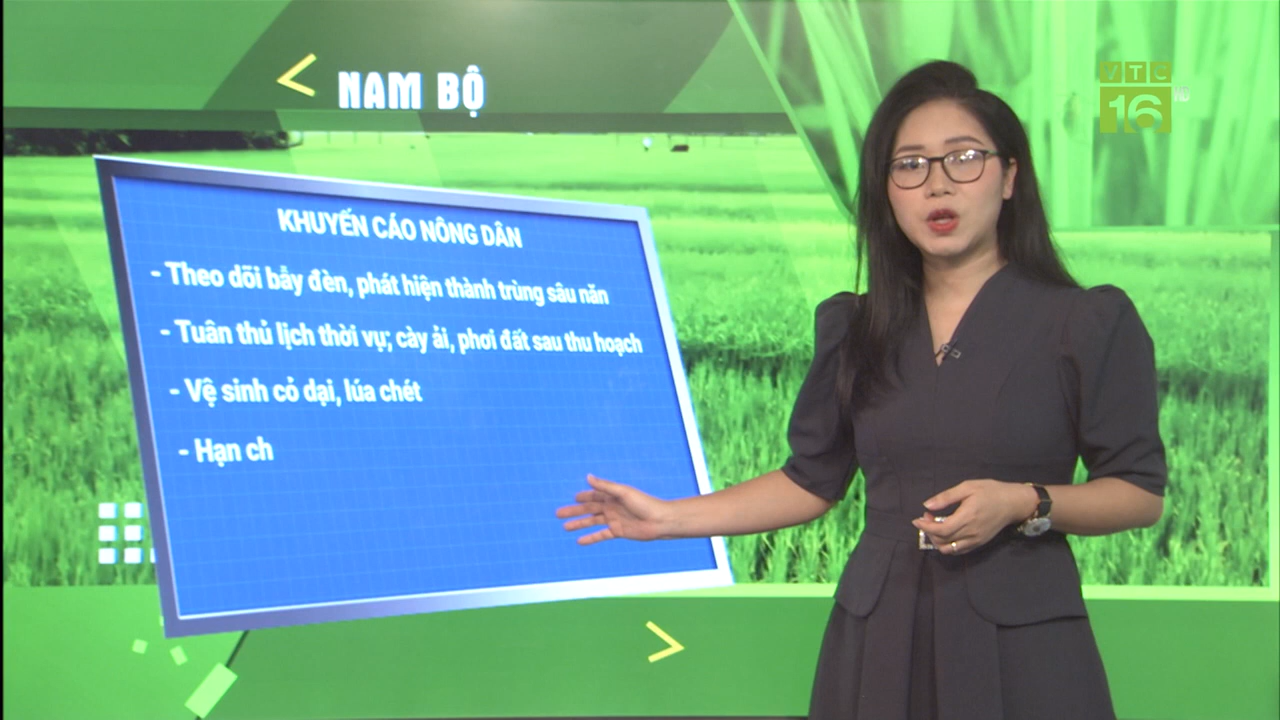 NAM BỘ
VTC
16
HD
KHUYẾN CÁO NÔNG DÂN
- Theo dõi bẫy đèn, phát hiện thành trùng sâu năn
- Tuân thủ lịch thời vụ; cày ải, phơi đất sau thu hoạch
- Vệ sinh cỏ dại, lúa chét
- Hạn ch